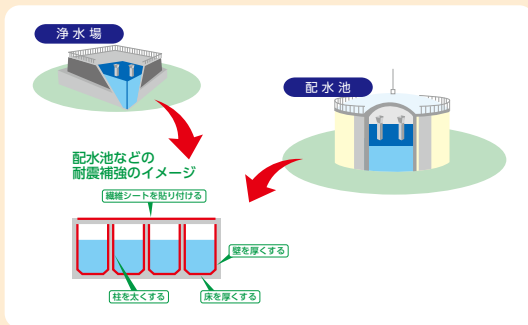 浄水場
配水池
配水池などの
耐震補強のイメージ
繊維シートを貼り付ける
壁を厚くする
柱を太くする
床を厚くする